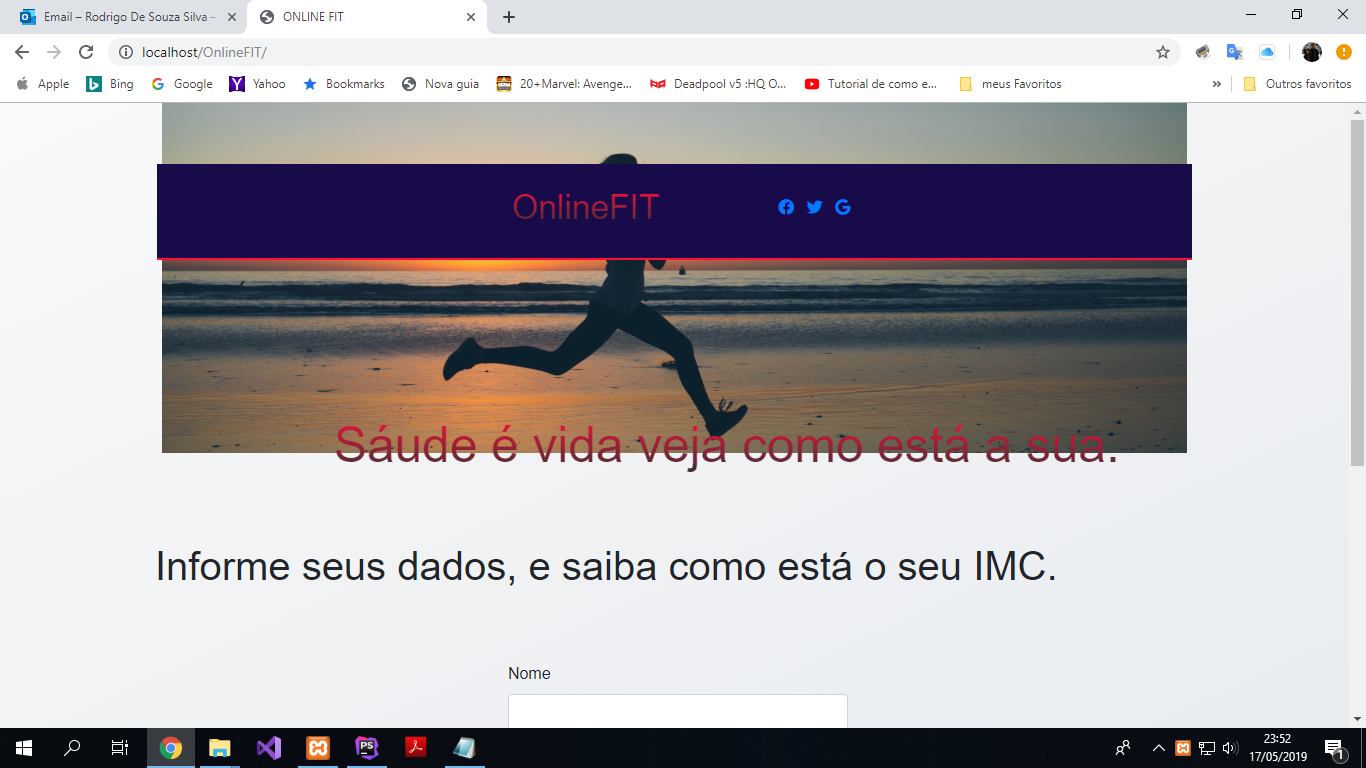 Email – Rodrigo De Souza Silva –
ONLINE FIT
localhost/OnlineFIT/
Apple
Bing
Google
Yahoo
Bookmarks
Nova guia
20+Marvel: Avenge...
Deadpool v5 :HQ O...
Tutorial de como e...
meus Favoritos
»
Outros favoritos
OnlineFIT
Sáude é vida veja como está a sua.
Informe seus dados, e saiba como está o seu IMC.
Nome
23:52
17/05/2019
1